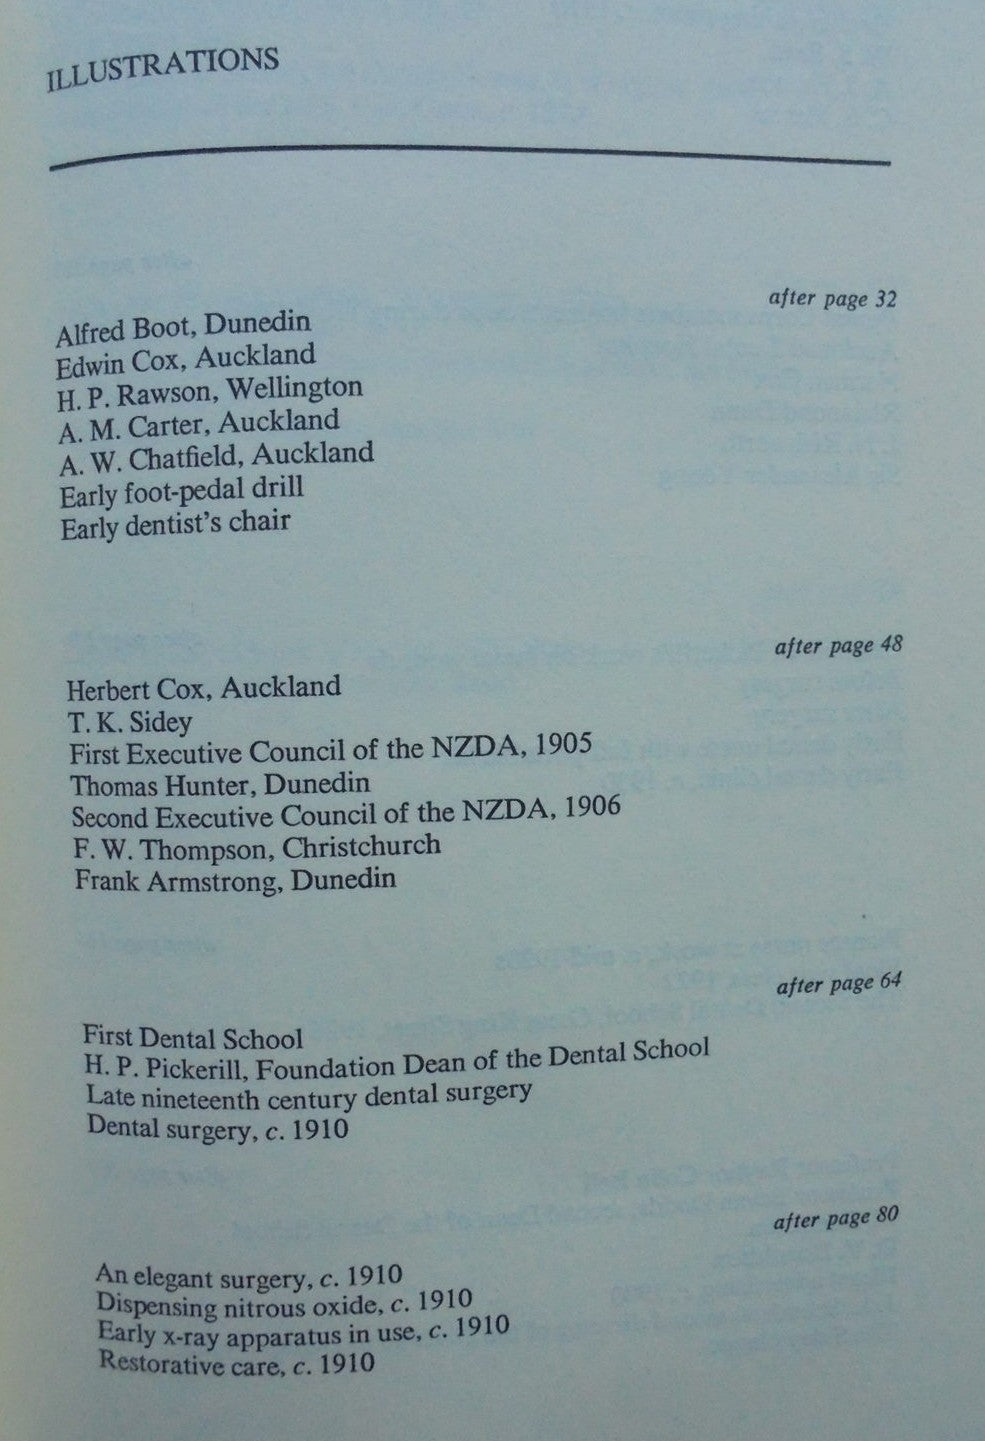 ILLUSTRATIONS
after page 32
Alfred Boot, Dunedin
Edwin Cox, Auckland
H. P. Rawson, Wellington
A. M. Carter, Auckland
A. W. Chatfield, Auckland
Early foot-pedal drill
Early dentist's chair
after page 48
Herbert Cox, Auckland
T. K. Sidey
First Executive Council of the NZDA, 1905
Thomas Hunter, Dunedin
Second Executive Council of the NZDA, 1906
F. W. Thompson, Christchurch
Frank Armstrong, Dunedin
after page 64
First Dental School
H. P. Pickerill, Foundation Dean of the Dental School
Late nineteenth century dental surgery
Dental surgery, c. 1910
after page 80
An elegant surgery, c. 1910
Dispensing nitrous oxide, c. 1910
Early x-ray apparatus in use, c. 1910
Restorative care, c. 1910